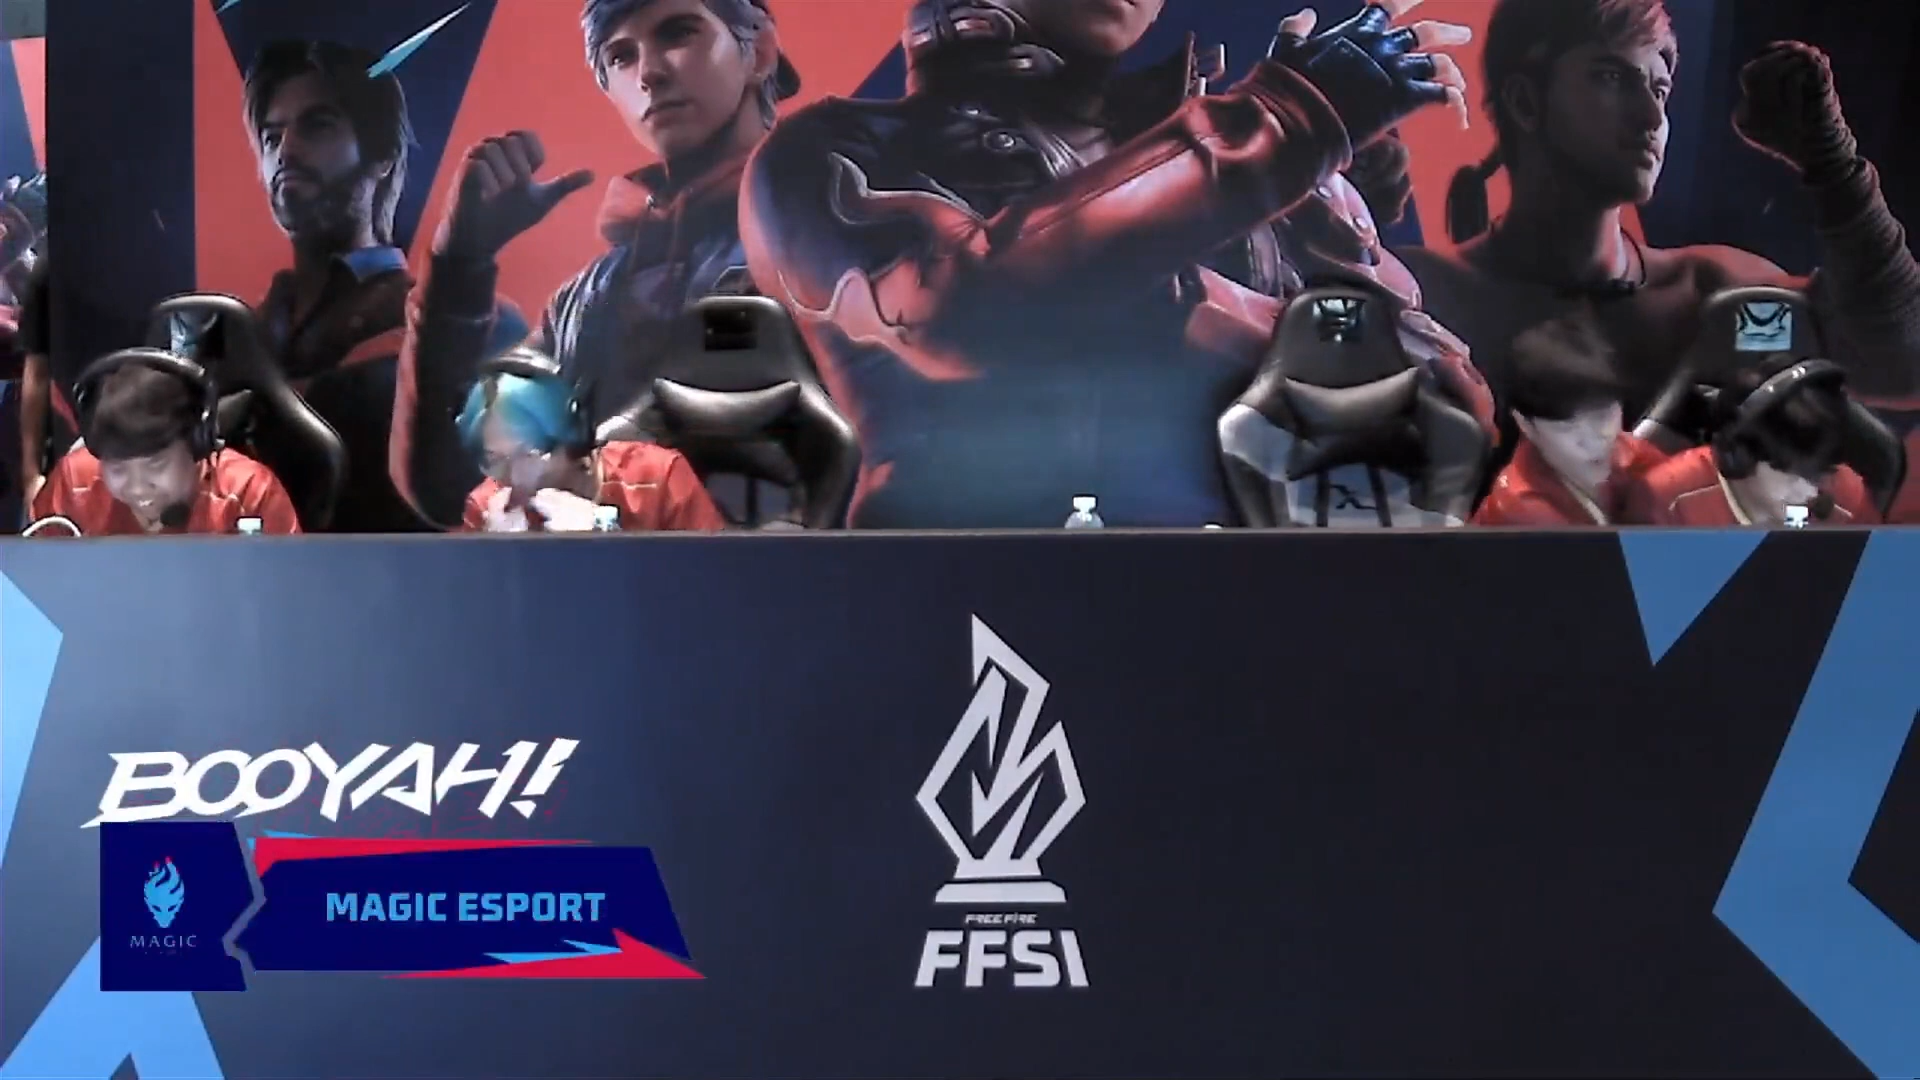 BOOYAH!
MAGIC
MAGIC ESPORT
FREE FIRE
FFSI